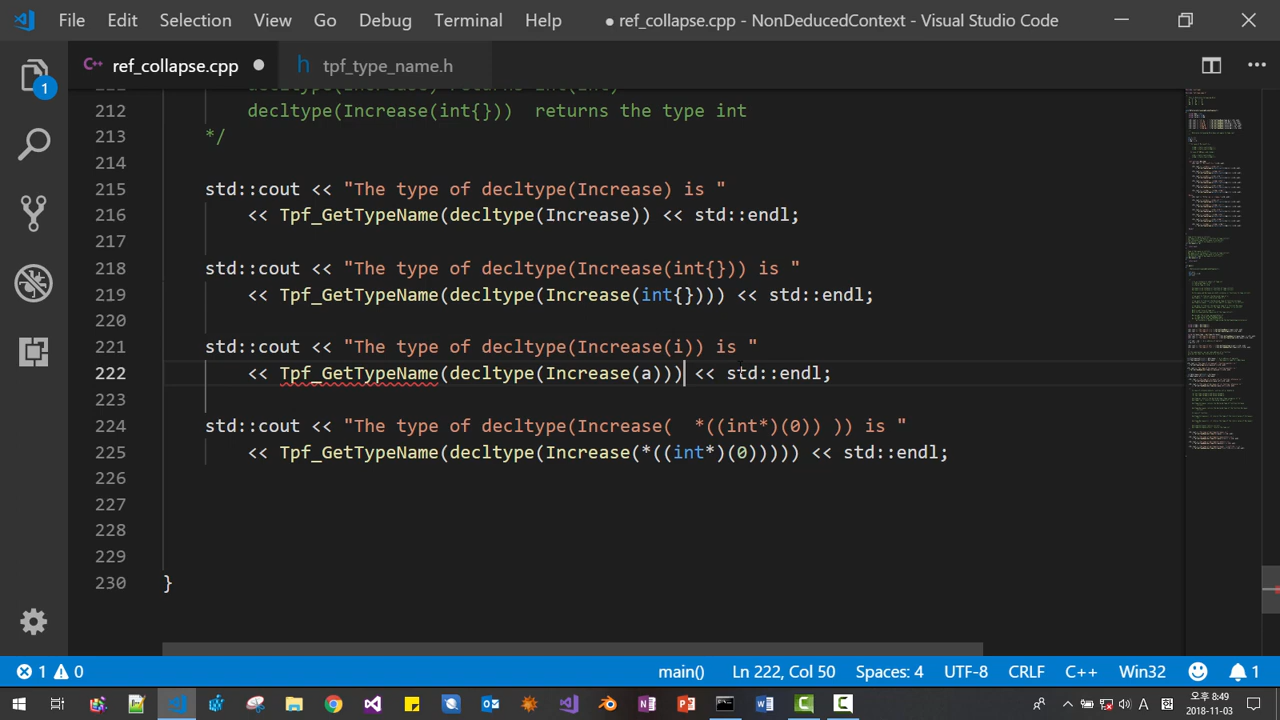 File Edit Selection View Go Debug Terminal Help ● ref_collapse.cpp - NonDeducedContext - Visual Studio Code
ref_collapse.cpp ● tpf_type_name.h
1
212 decltype(Increase(int{})) returns the type int
213 */
214
215 std::cout << "The type of decltype(Increase) is "
216 << Tpf_GetTypeName(decltype(Increase)) << std::endl;
217
218 std::cout << "The type of decltype(Increase(int{})) is "
219 << Tpf_GetTypeName(decltype(Increase(int{}))) << std::endl;
220
221 std::cout << "The type of decltype(Increase(i)) is "
222 << Tpf_GetTypeName(decltype(Increase(a))) << std::endl;
223
224 std::cout << "The type of decltype(Increase(  *((int*)(0)) )) is "
225 << Tpf_GetTypeName(decltype(Increase(*((int*)(0))))) << std::endl;
226
227
228
229
230 }
1 0 main() Ln 222, Col 50 Spaces: 4 UTF-8 CRLF C++ Win32 1
A 오후 8:49
2018-11-03